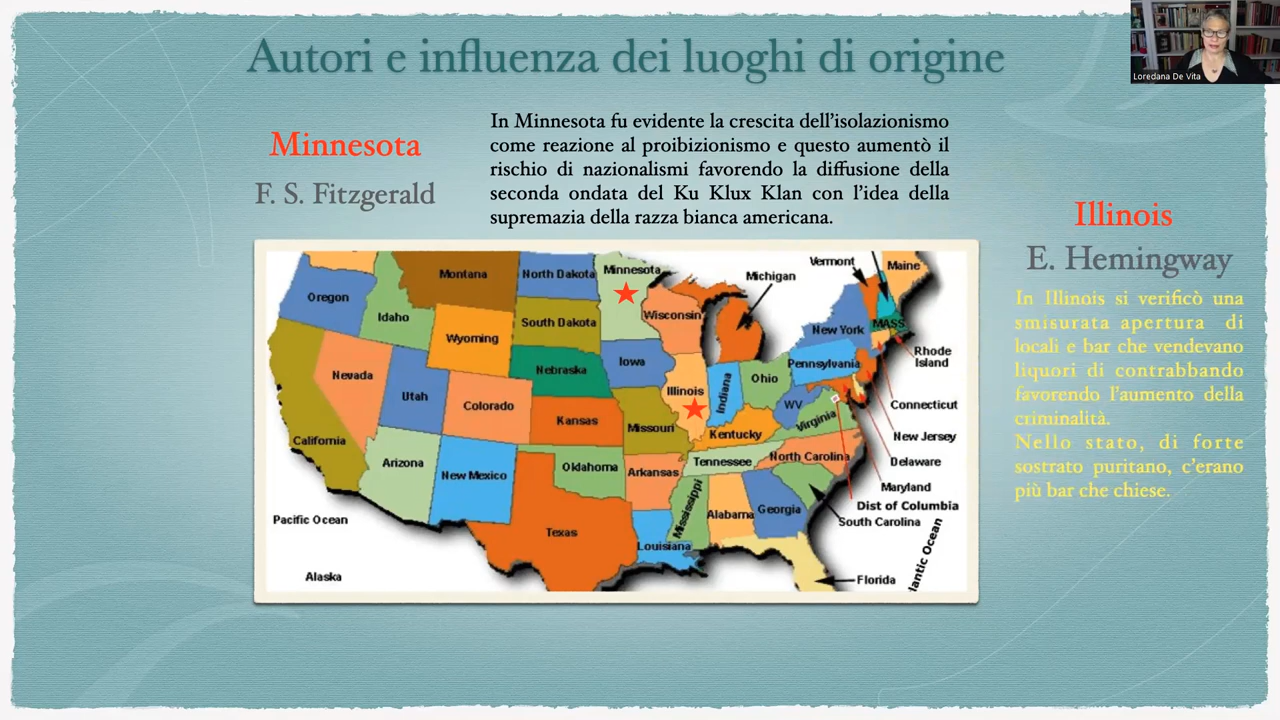 Autori e influenza dei luoghi di origine
Loredana De Vita
Minnesota
F. S. Fitzgerald
In Minnesota fu evidente la crescita dell'isolazionismo
come reazione al proibizionismo e questo aumentò il
rischio di nazionalismi favorendo la diffusione della
seconda ondata del Ku Klux Klan con l'idea della
supremazia della razza bianca americana.
Illinois
E. Hemingway
In Illinois si verificò una
smisurata apertura di
locali e bar che vendevano
liquori di contrabbando
favorendo l'aumento della
criminalità.
Nello stato, di forte
sostrato puritano, c'erano
più bar che chiese.
Montana
North Dakota
Minnesota
Michigan
Vermont
Maine
Oregon
Idaho
Wyoming
South Dakota
Wisconsin
New York
MASS
Rhode
Island
Nevada
Utah
Colorado
Nebraska
Iowa
Illinois
Indiana
Ohio
Pennsylvania
WV
Virginia
Connecticut
New Jersey
Delaware
Maryland
Dist of Columbia
California
Arizona
New Mexico
Kansas
Missouri
Kentucky
Oklahoma
Arkansas
Tennessee
North Carolina
South Carolina
Texas
Louisiana
Mississippi
Alabama
Georgia
Florida
Pacific Ocean
Alaska
lantic Ocean